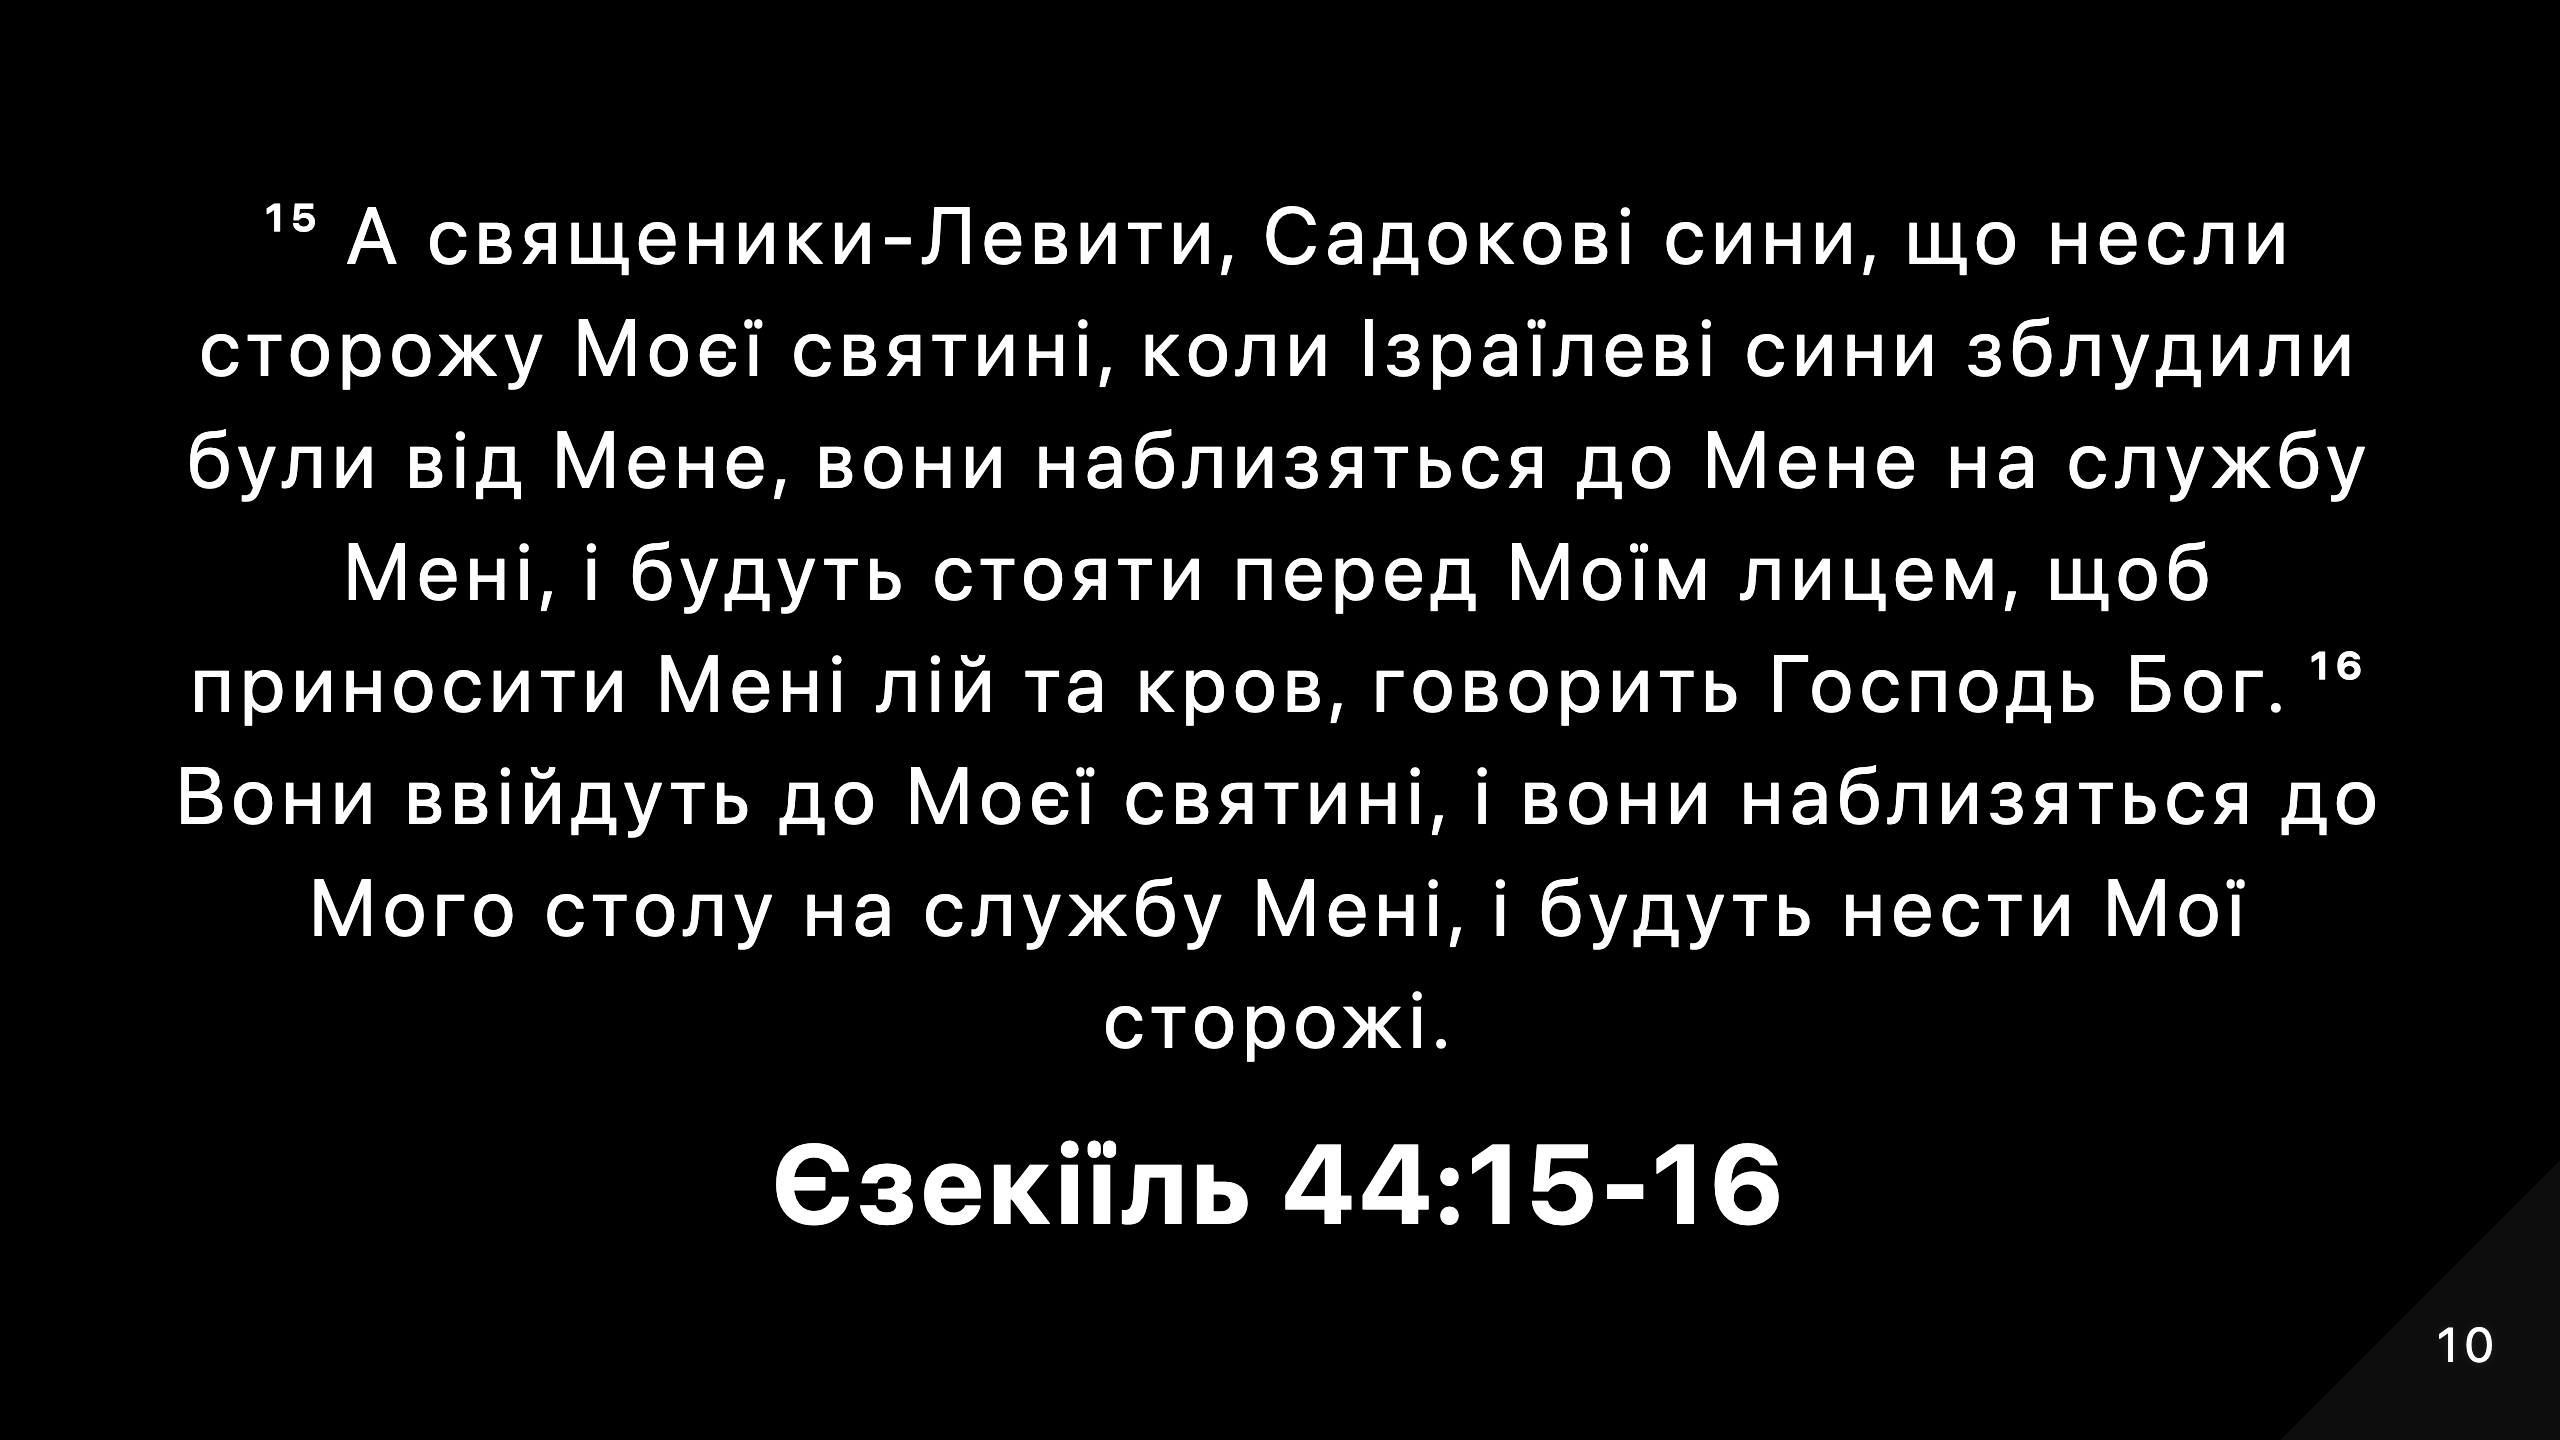 ¹⁵ А священики-Левити, Садокові сини, що несли
сторожу Моєї святині, коли Ізраїлеві сини зблудили
були від Мене, вони наблизяться до Мене на службу
Мені, і будуть стояти перед Моїм лицем, щоб
приносити Мені лій та кров, говорить Господь Бог. ¹⁶
Вони ввійдуть до Моєї святині, і вони наблизяться до
Мого столу на службу Мені, і будуть нести Мої
сторожі.
Єзекіїль 44:15-16
10